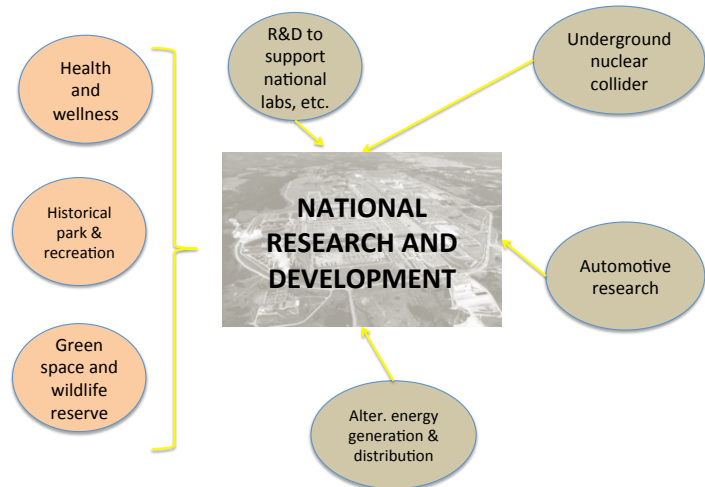 Health
and
wellness
R&D to
support
national
labs, etc.
Underground
nuclear
collider
Historical
park &
recreation
NATIONAL
RESEARCH AND
DEVELOPMENT
Automotive
research
Green
space and
wildlife
reserve
Alter. energy
generation &
distribution